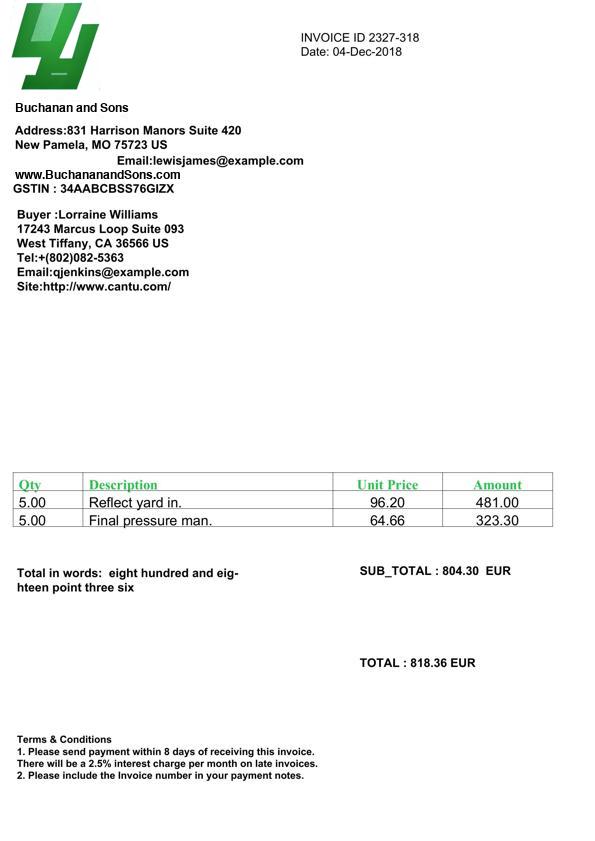 INVOICE ID 2327-318
Date: 04-Dec-2018
Buchanan and Sons
Address:831 Harrison Manors Suite 420
New Pamela, MO 75723 US
Email:lewisjames@example.com
www.BuchananandSons.com
GSTIN : 34AABCBSS76GIZX
Buyer :Lorraine Williams
17243 Marcus Loop Suite 093
West Tiffany, CA 36566 US
Tel:+(802)082-5363
Email:qjenkins@example.com
Site:http://www.cantu.com/
Qty Description Unit Price Amount
5.00 Reflect yard in. 96.20 481.00
5.00 Final pressure man. 64.66 323.30
Total in words:  eight hundred and eig-
hteen point three six
SUB_TOTAL : 804.30  EUR
TOTAL : 818.36 EUR
Terms & Conditions
1. Please send payment within 8 days of receiving this invoice.
There will be a 2.5% interest charge per month on late invoices.
2. Please include the Invoice number in your payment notes.